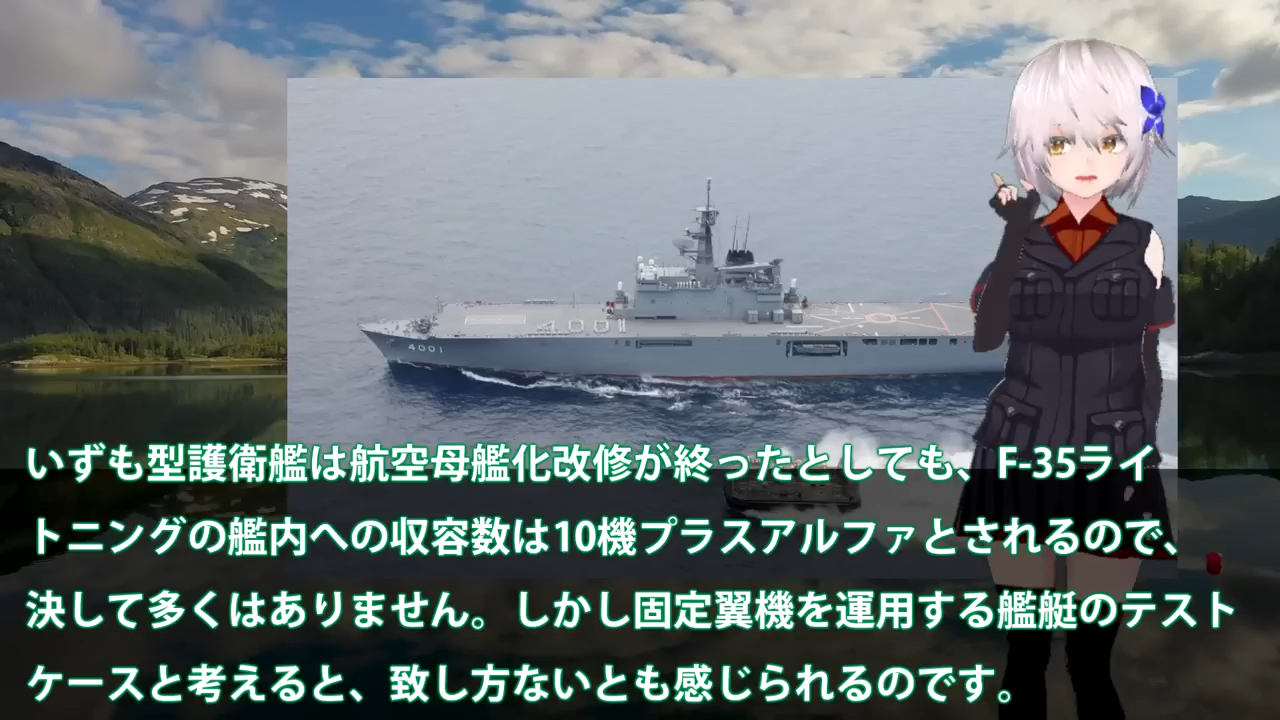 4001
4001
いずも型護衛艦は航空母艦化改修が終ったとしても、F-35ライ
トニングの艦内への収容数は10機プラスアルファとされるので、
決して多くはありません。しかし固定翼機を運用する艦艇のテスト
ケースと考えると、致し方ないとも感じられるのです。